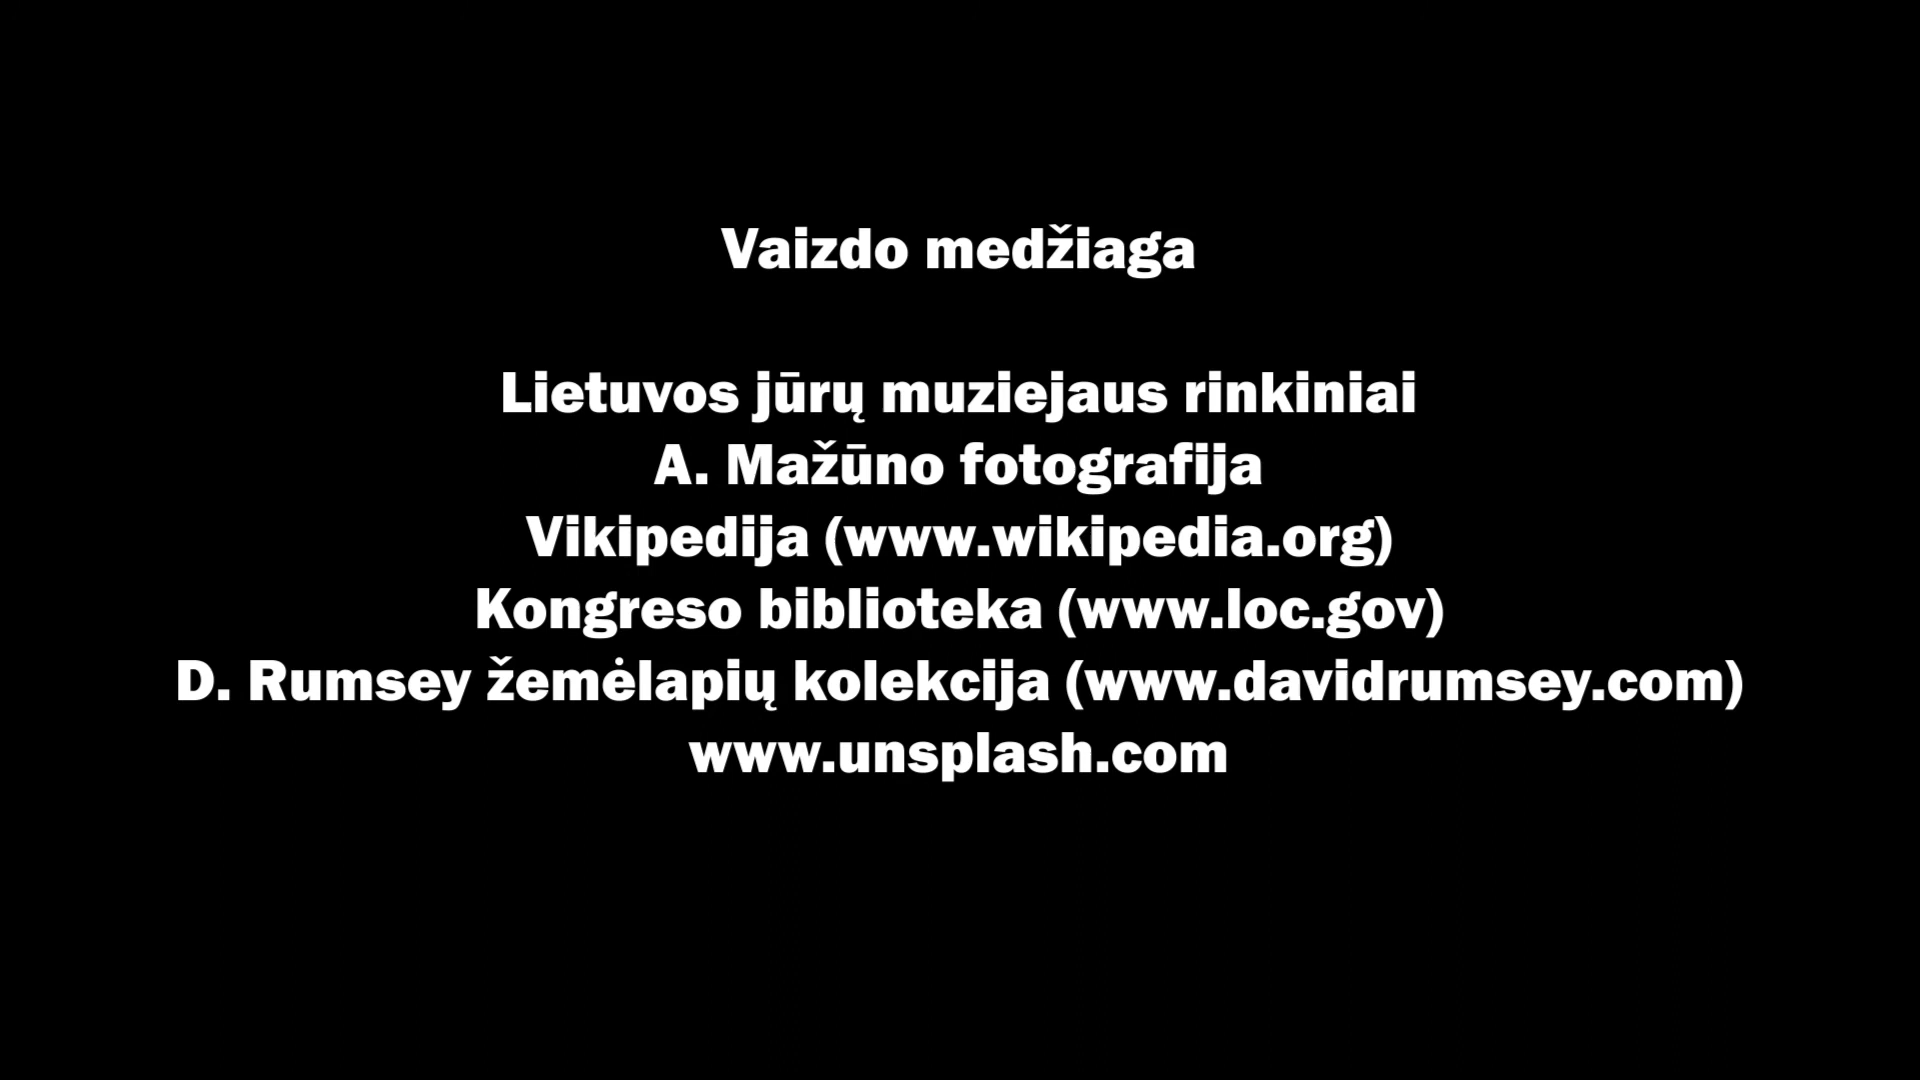 Vaizdo medžiaga
Lietuvos jūrų muziejaus rinkiniai
A. Mažūno fotografija
Vikipedija (www.wikipedia.org)
Kongreso biblioteka (www.loc.gov)
D. Rumsey žemėlapių kolekcija (www.davidrumsey.com)
www.unsplash.com